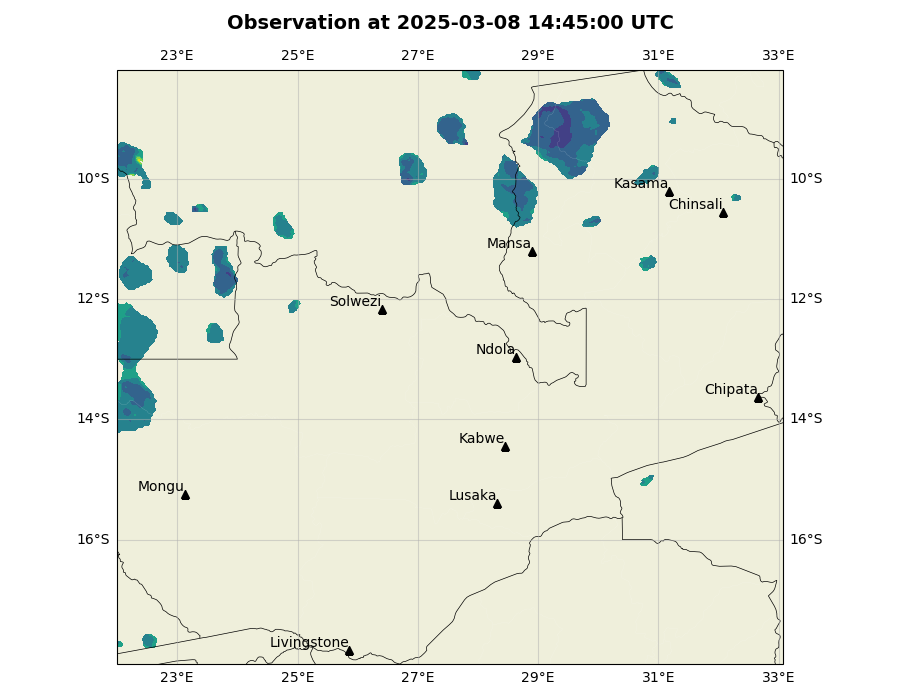 Observation at 2025-03-08 14:45:00 UTC
23°E 25°E 27°E 29°E 31°E 33°E
10°S 10°S
Kasama
Chinsali
Mansa
12°S 12°S
Solwezi
Ndola
Chipata
14°S 14°S
Kabwe
Mongu
Lusaka
16°S 16°S
Livingstone
23°E 25°E 27°E 29°E 31°E 33°E